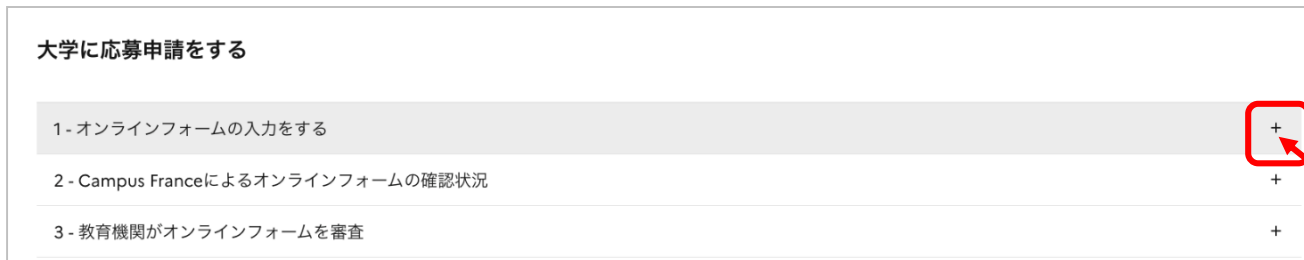 大学に応募申請をする
1 - オンラインフォームの入力をする +
2 - Campus Franceによるオンラインフォームの確認状況 +
3 - 教育機関がオンラインフォームを審査 +